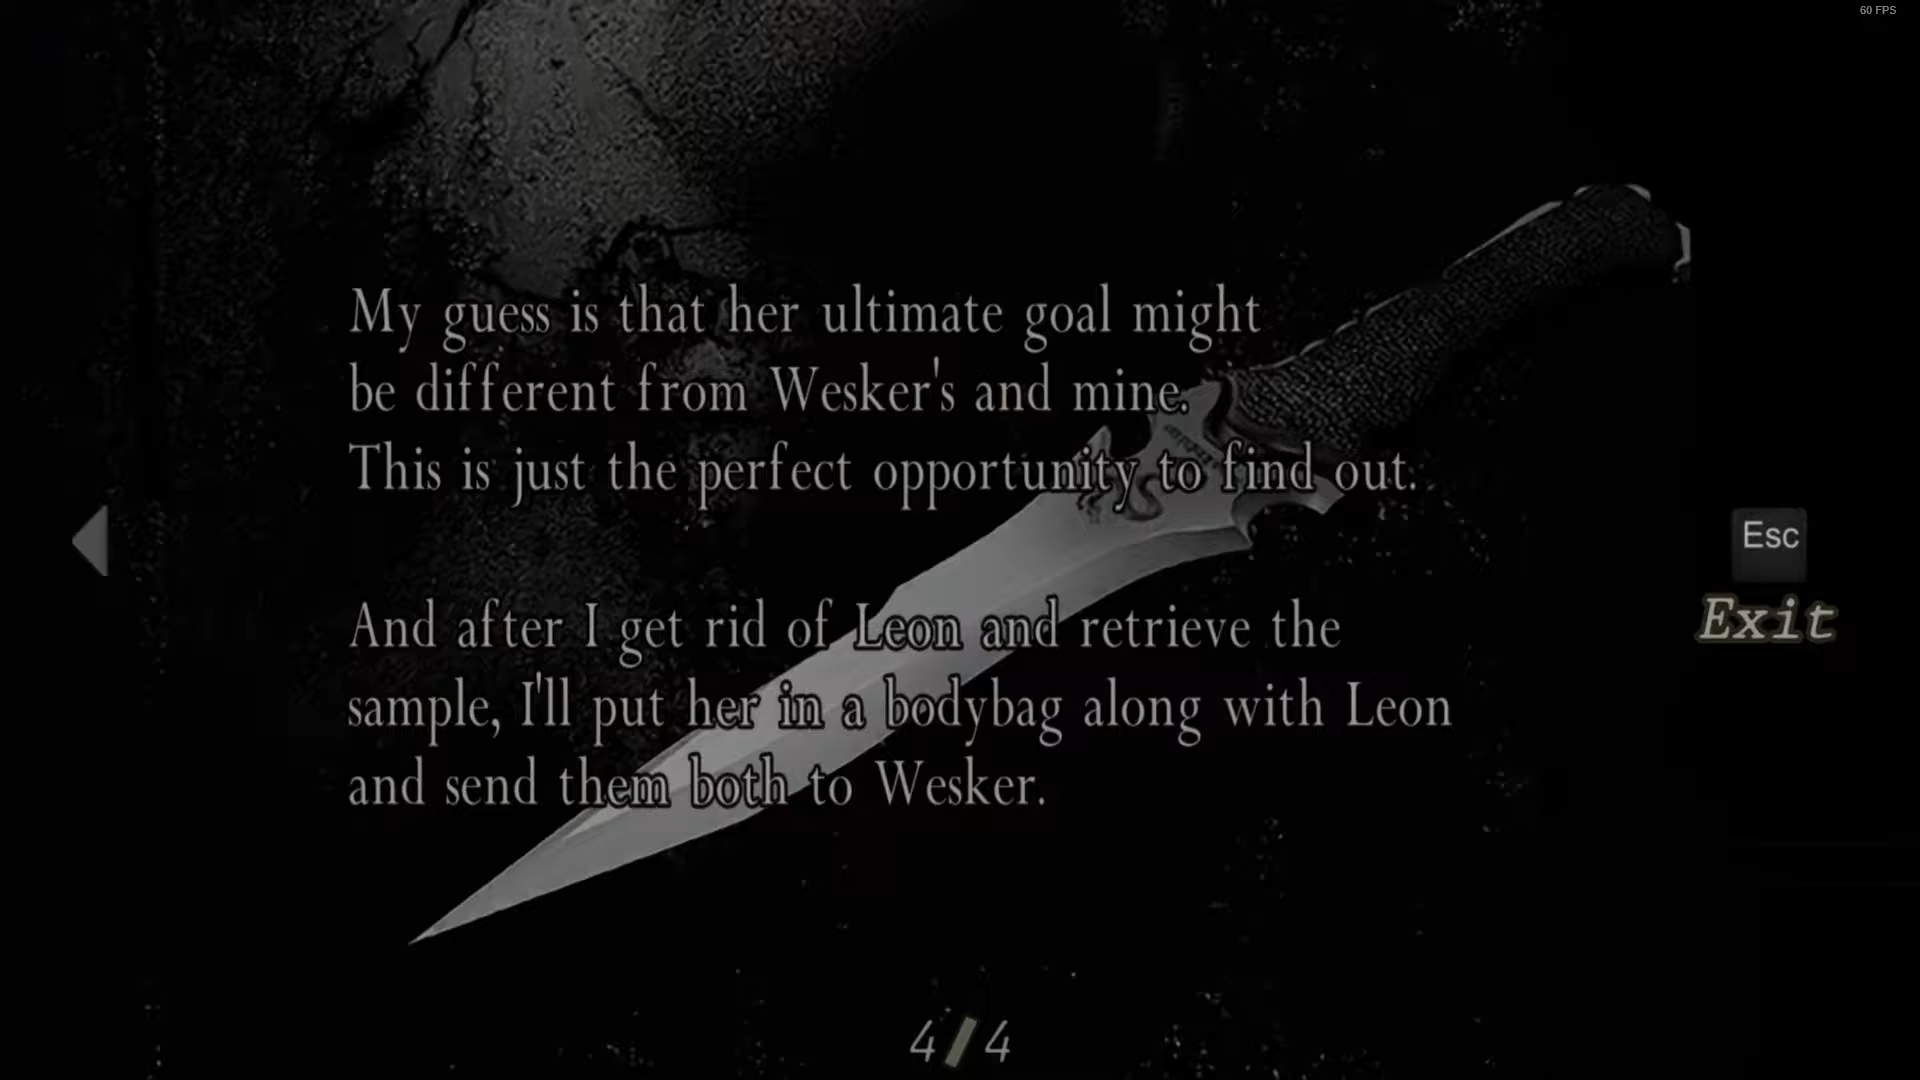 60 FPS
My guess is that her ultimate goal might
be different from Wesker's and mine.
This is just the perfect opportunity to find out.
And after I get rid of Leon and retrieve the
sample, I'll put her in a bodybag along with Leon
and send them both to Wesker.
Esc
Exit
4/4